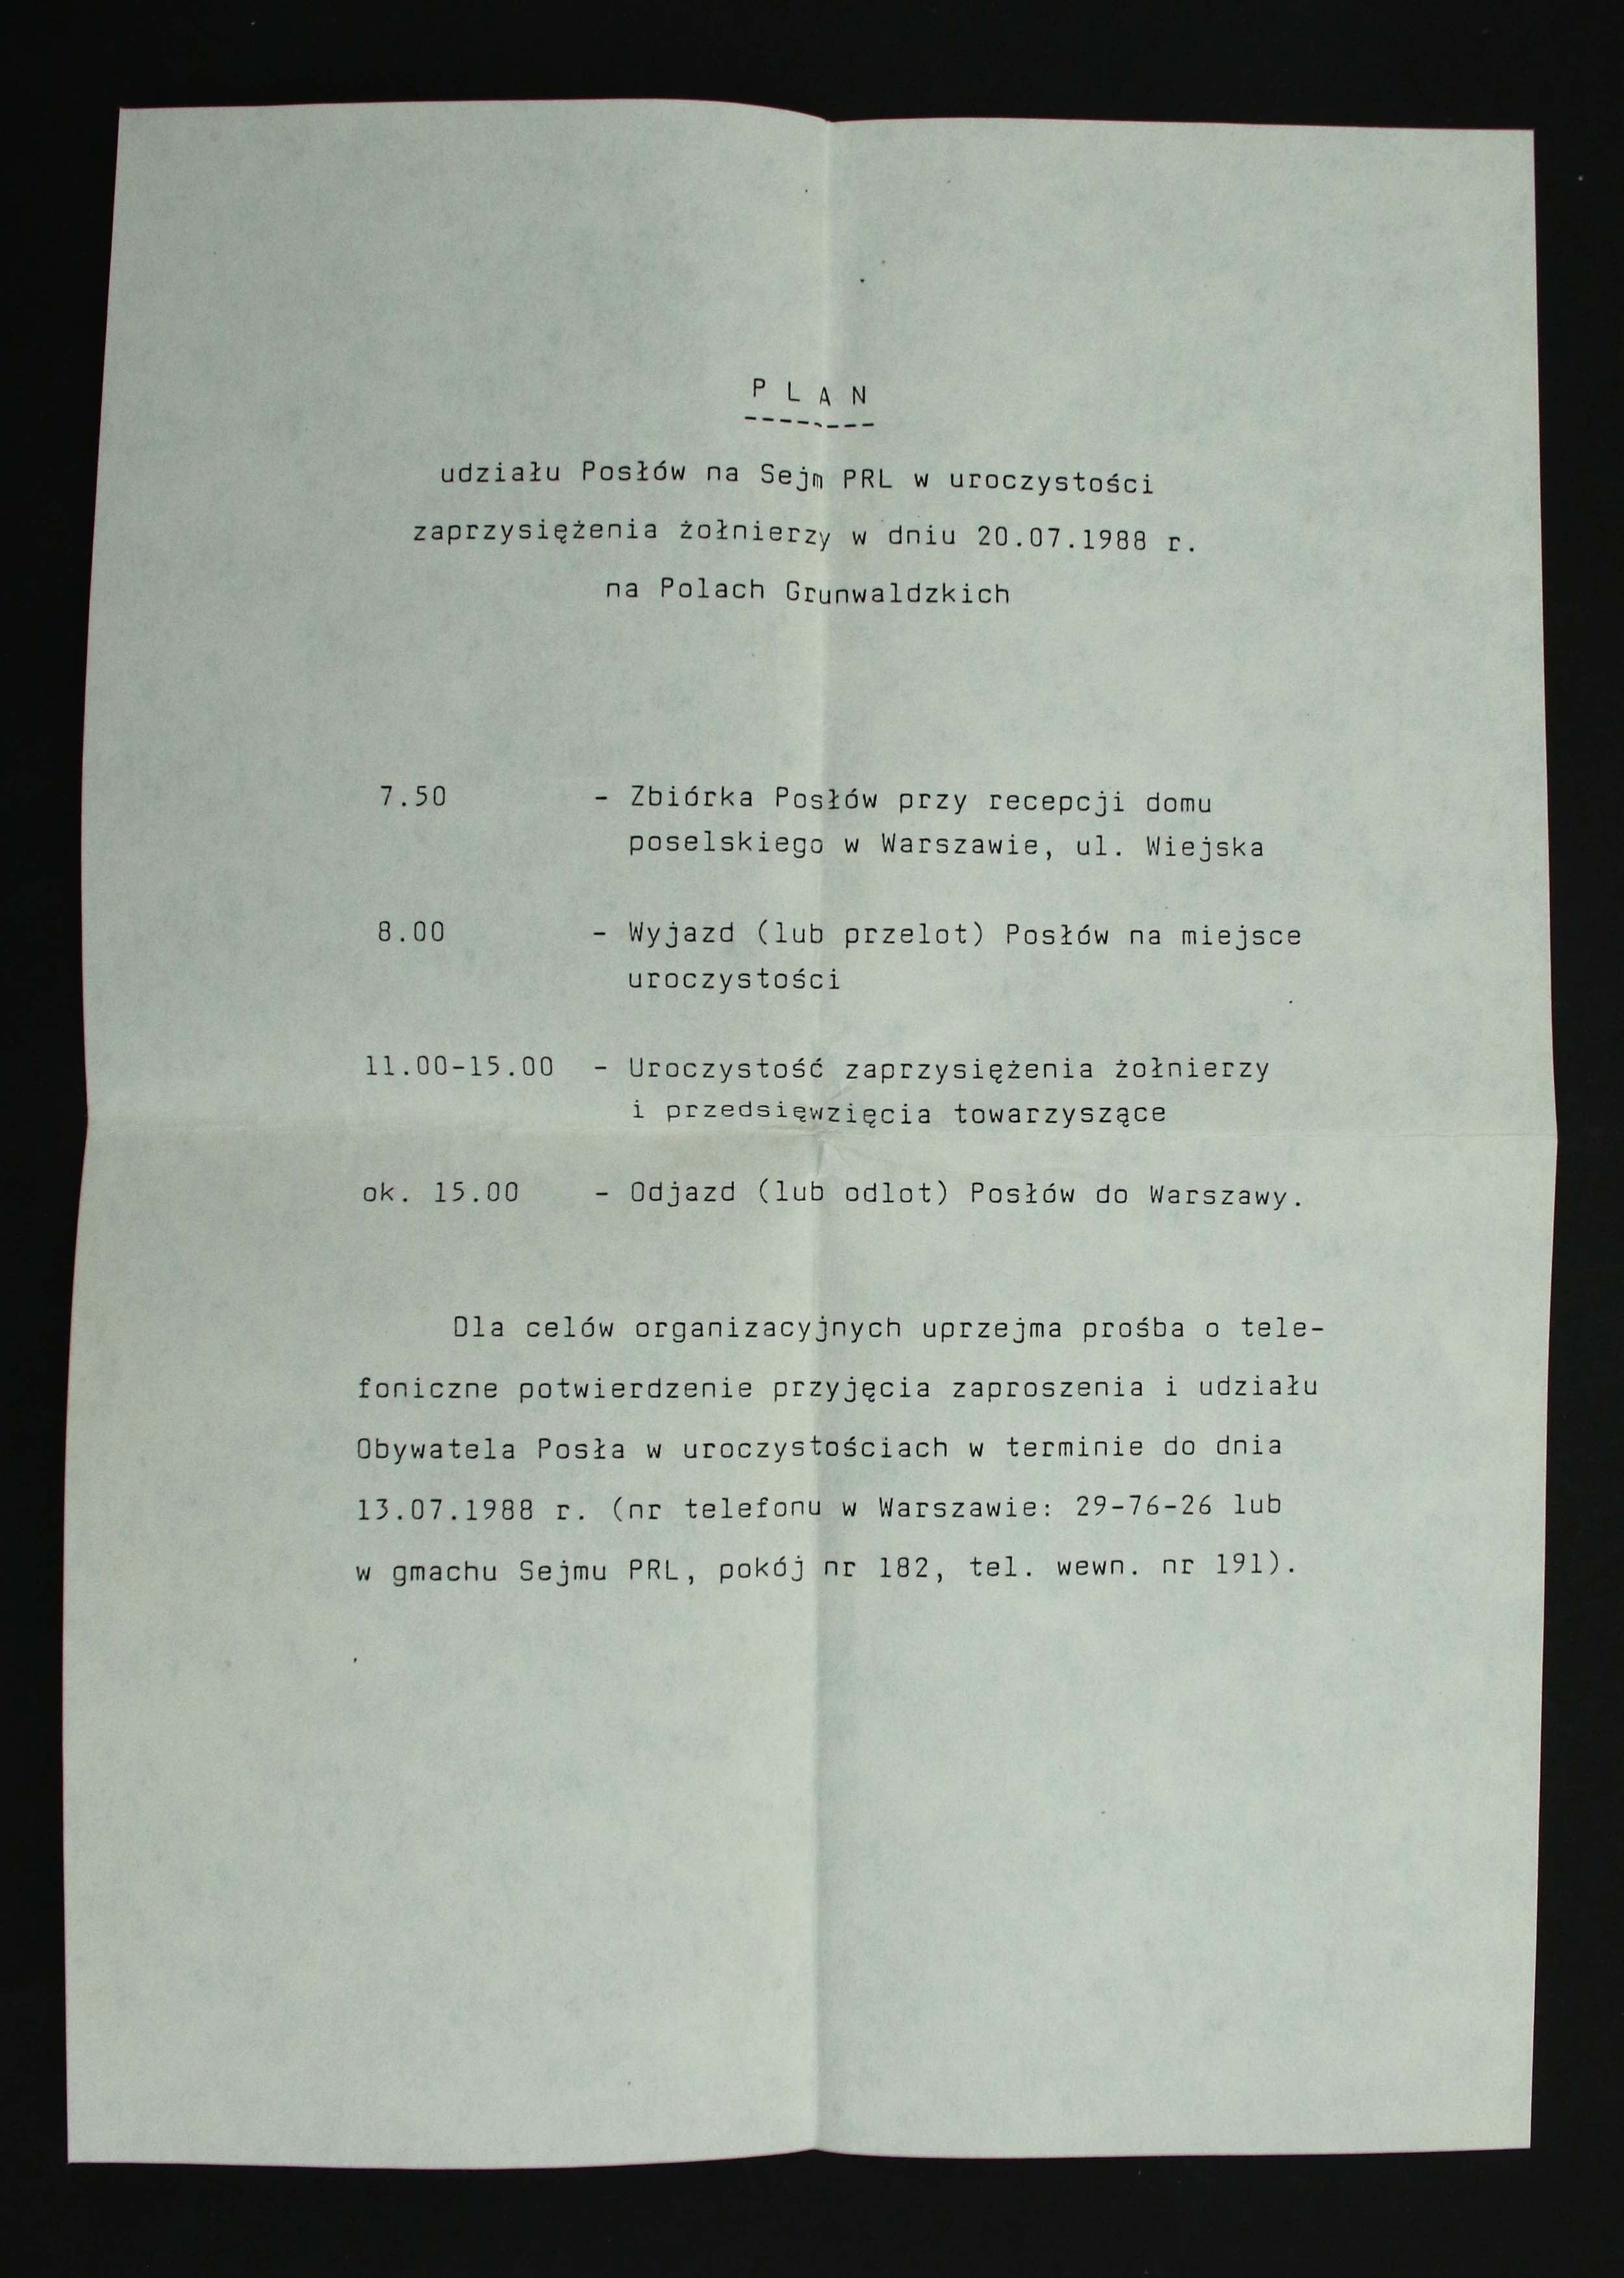 P L A N
--------
udziału Posłów na Sejm PRL w uroczystości
zaprzysiężenia żołnierzy w dniu 20.07.1988 r.
na Polach Grunwaldzkich
7.50 - Zbiórka Posłów przy recepcji domu
poselskiego w Warszawie, ul. Wiejska
8.00 - Wyjazd (lub przelot) Posłów na miejsce
uroczystości
11.00-15.00 - Uroczystość zaprzysiężenia żołnierzy
i przedsięwzięcia towarzyszące
ok. 15.00 - Odjazd (lub odlot) Posłów do Warszawy.
Dla celów organizacyjnych uprzejma prośba o tele-
foniczne potwierdzenie przyjęcia zaproszenia i udziału
Obywatela Posła w uroczystościach w terminie do dnia
13.07.1988 r. (nr telefonu w Warszawie: 29-76-26 lub
w gmachu Sejmu PRL, pokój nr 182, tel. wewn. nr 191).